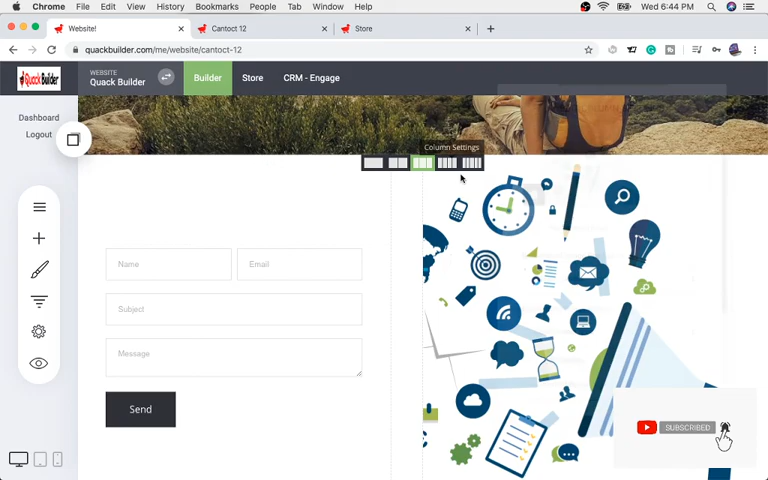 Chrome File Edit View History Bookmarks People Tab Window Help
Wed 6:44 PM
Website! Cantoct 12 Store
quackbuilder.com/me/website/cantoct-12
QuackBuilder WEBSITE Quack Builder Builder Store CRM - Engage
Dashboard
Logout
Column Settings
Name Email
Subject
Message
Send
SUBSCRIBED